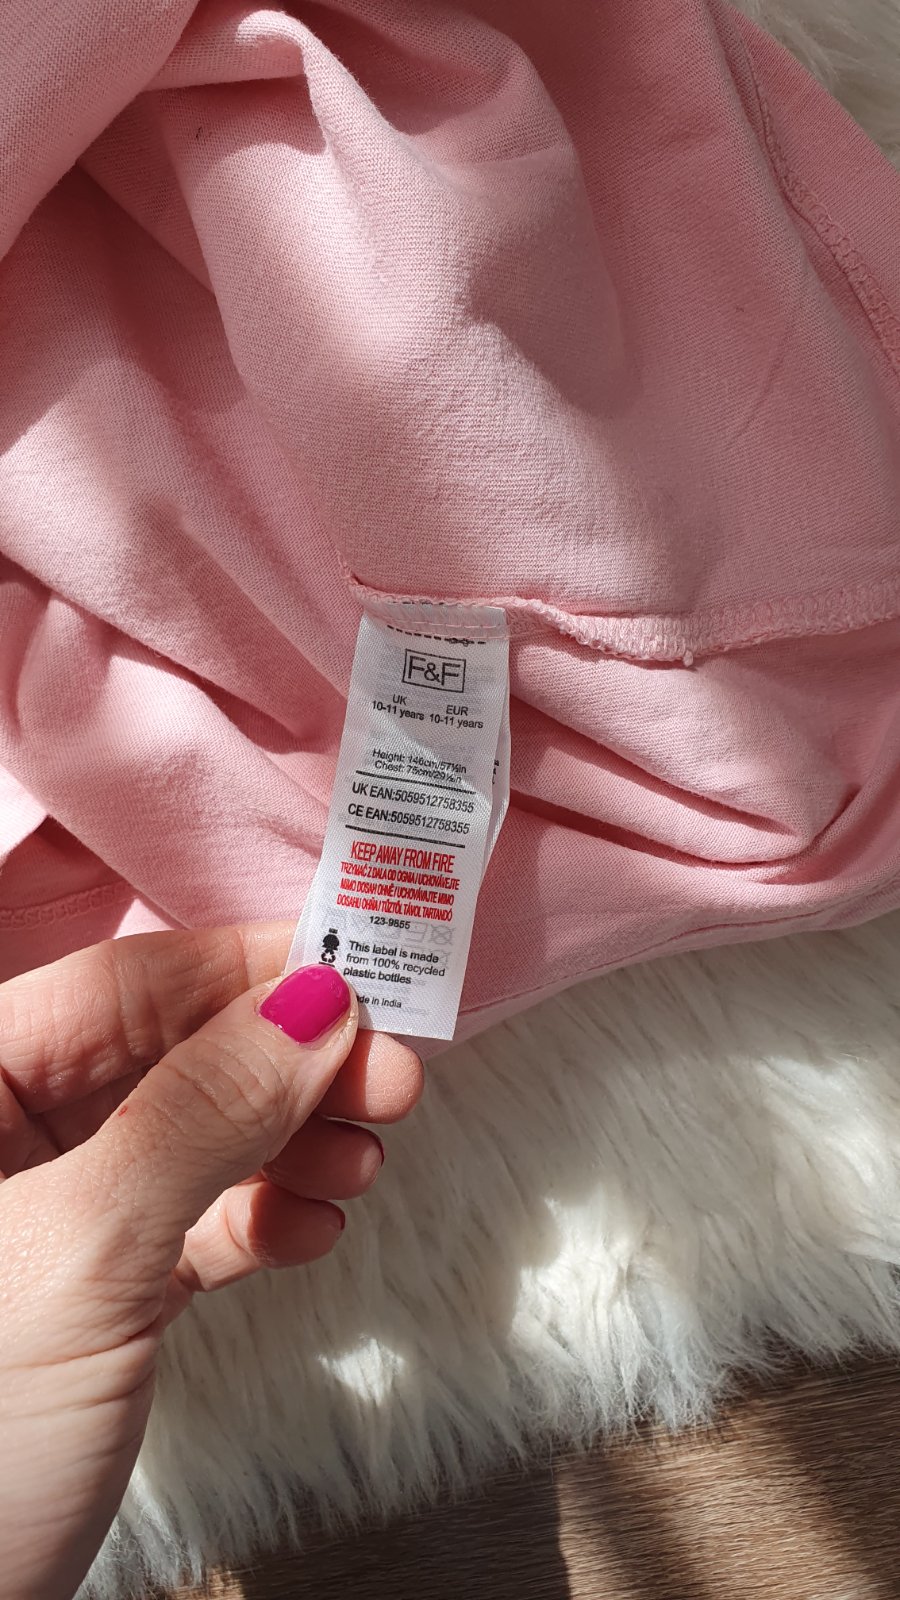 F&F
UK EUR
10-11 years 10-11 years
Height: 146cm/57½in
Chest: 75cm/29½in
UK EAN:5059512758355
CE EAN:5059512758355
KEEP AWAY FROM FIRE
TRZYMAĆ Z DALA OD OGNIA / UCHOVÁVEJTE
MIMO DOSAH OHNĚ / UCHOVÁVAJTE MIMO
DOSAHU OHŇA / TŰZTŐL TÁVOL TARTANDÓ
123-9855
This label is made
from 100% recycled
plastic bottles
in India